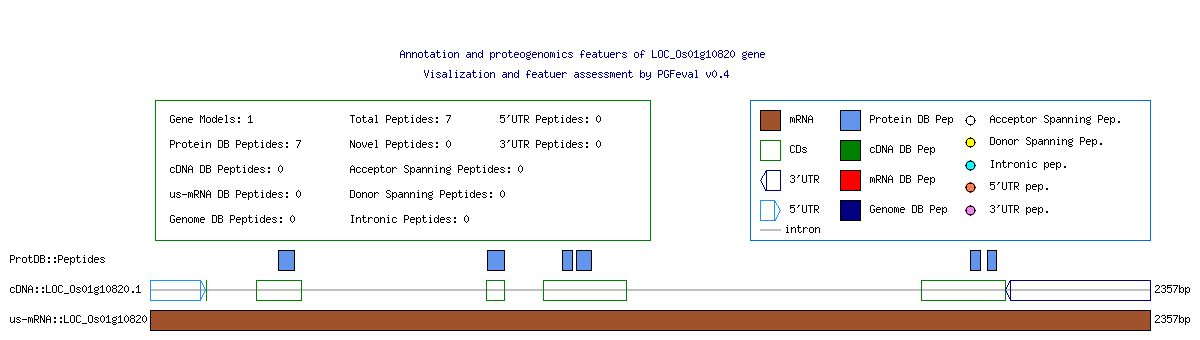 Annotation and proteogenomics featuers of LOC_Os01g10820 gene
Visalization and featuer assessment by PGFeval v0.4
Gene Models: 1 Total Peptides: 7 5'UTR Peptides: 0
Protein DB Peptides: 7 Novel Peptides: 0 3'UTR Peptides: 0
cDNA DB Peptides: 0 Acceptor Spanning Peptides: 0
us-mRNA DB Peptides: 0 Donor Spanning Peptides: 0
Genome DB Peptides: 0 Intronic Peptides: 0
mRNA Protein DB Pep Acceptor Spanning Pep.
CDs cDNA DB Pep Donor Spanning Pep.
3'UTR mRNA DB Pep Intronic pep.
5'UTR Genome DB Pep 5'UTR pep.
intron 3'UTR pep.
ProtDB::Peptides
cDNA::LOC_Os01g10820.1 2357bp
us-mRNA::LOC_Os01g10820 2357bp